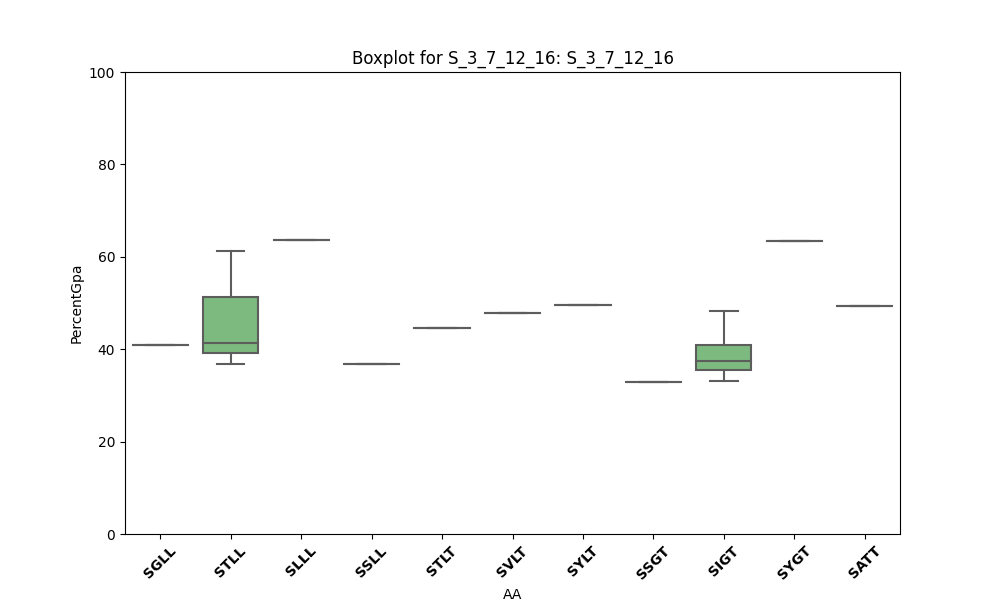 Boxplot for S_3_7_12_16: S_3_7_12_16
100
80
60
40
20
0
PercentGpa
SGLL STLL SLLL SSLL STLT SVLT SYLT SSGT SIGT SYGT SATT
AA